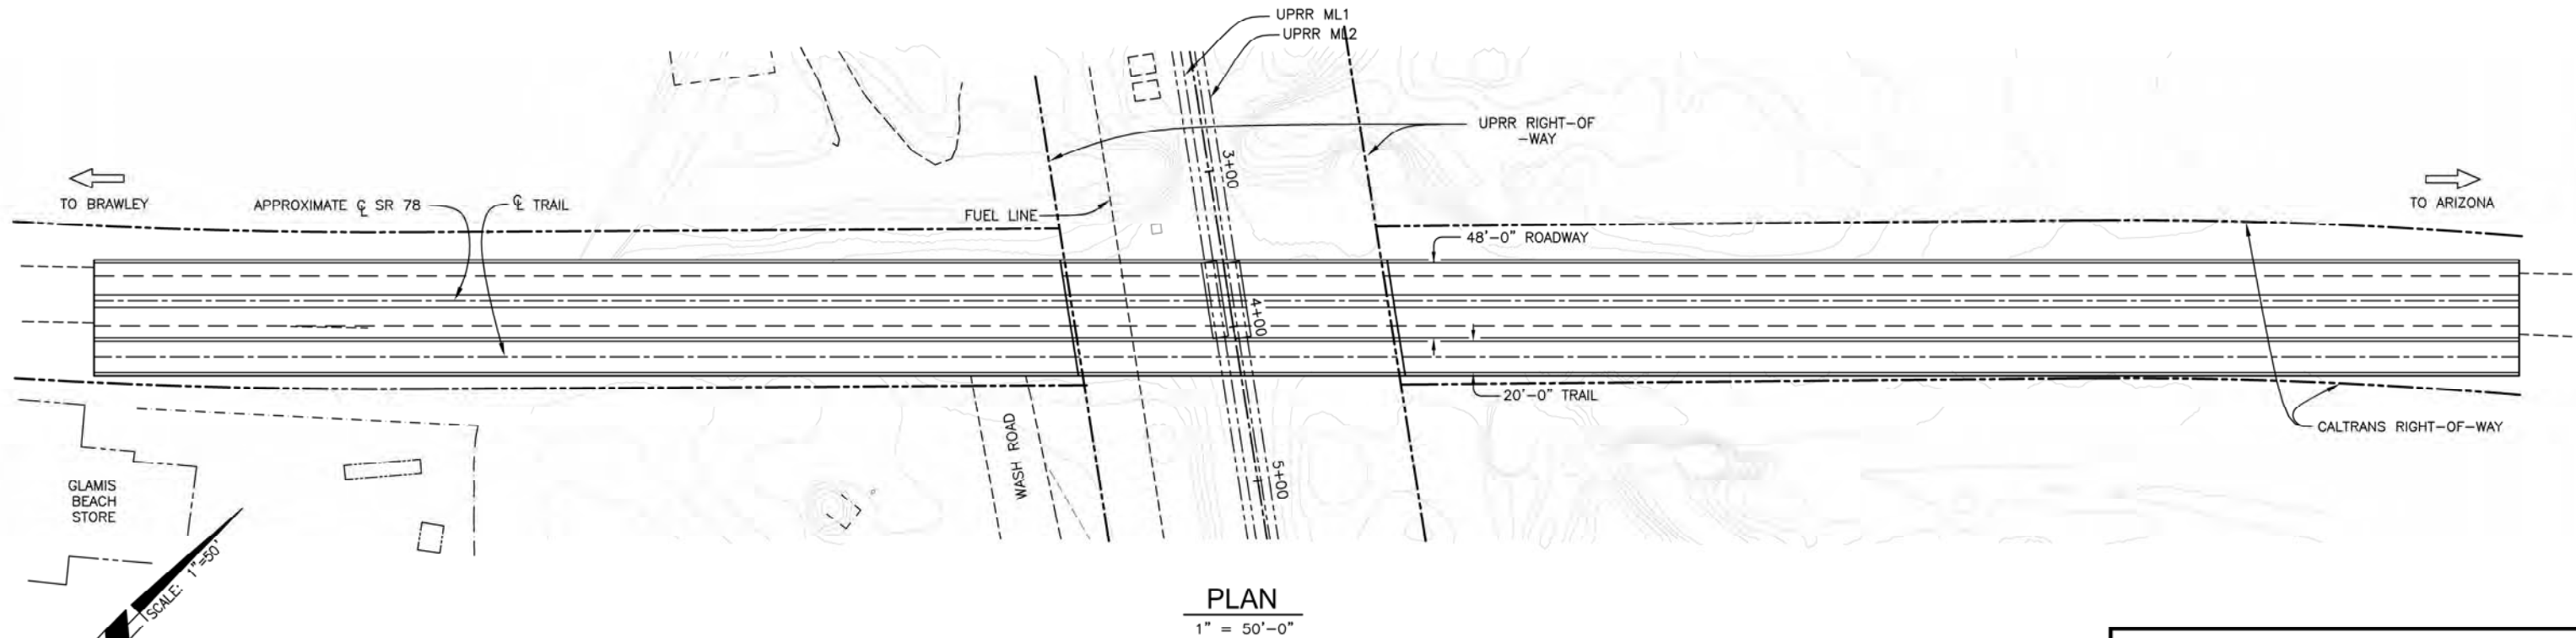 UPRR ML1
UPRR ML2
UPRR RIGHT-OF
-WAY
3+00
TO BRAWLEY
APPROXIMATE ℄ SR 78
℄ TRAIL
FUEL LINE
TO ARIZONA
48'-0" ROADWAY
4+00
20'-0" TRAIL
CALTRANS RIGHT-OF-WAY
WASH ROAD
5+00
GLAMIS
BEACH
STORE
SCALE: 1"=50'
PLAN
1" = 50'-0"